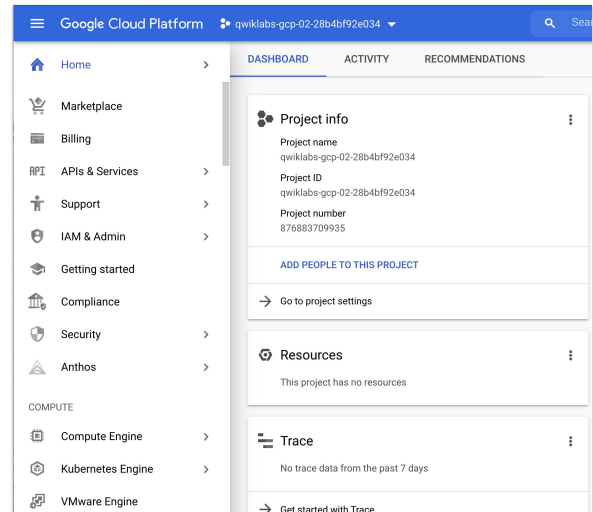 Google Cloud Platform
qwiklabs-gcp-02-28b4bf92e034
Home
Marketplace
Billing
API APIs & Services
Support
IAM & Admin
Getting started
Compliance
Security
Anthos
COMPUTE
Compute Engine
Kubernetes Engine
VMware Engine
DASHBOARD ACTIVITY RECOMMENDATIONS
Project info
Project name
qwiklabs-gcp-02-28b4bf92e034
Project ID
qwiklabs-gcp-02-28b4bf92e034
Project number
876883709935
ADD PEOPLE TO THIS PROJECT
Go to project settings
Resources
This project has no resources
Trace
No trace data from the past 7 days
Get started with Trace